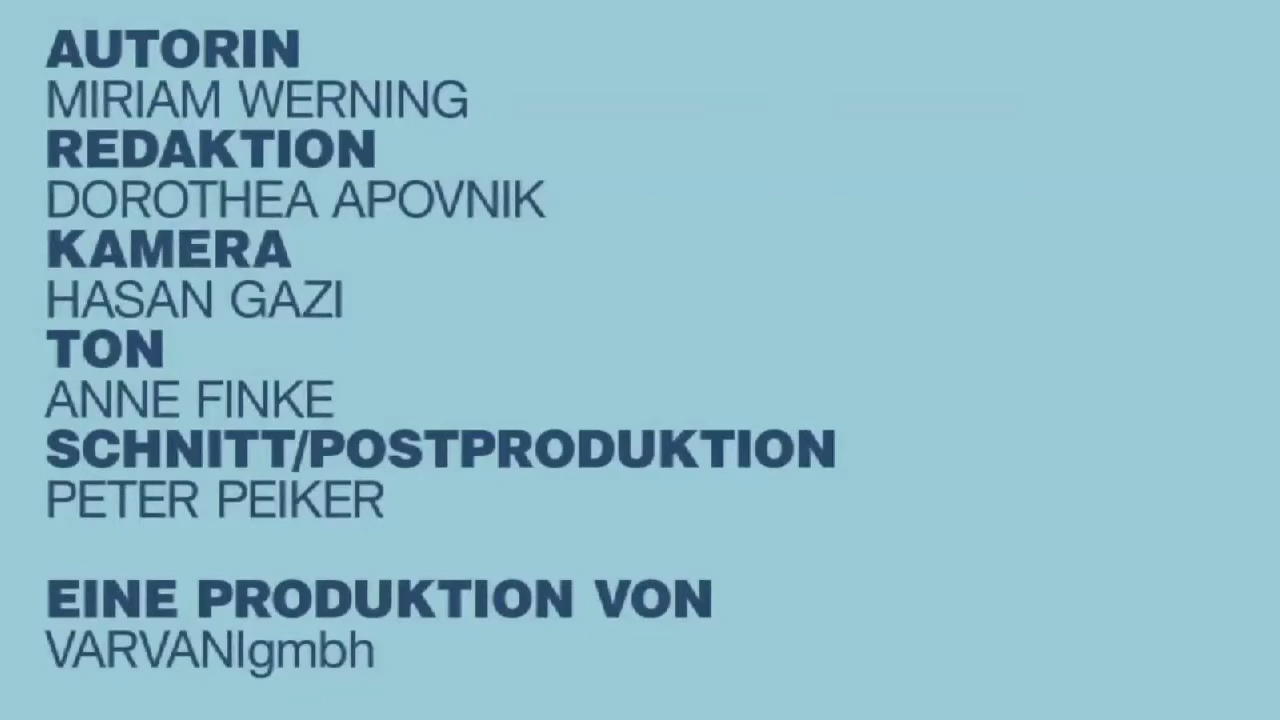 AUTORIN
MIRIAM WERNING
REDAKTION
DOROTHEA APOVNIK
KAMERA
HASAN GAZI
TON
ANNE FINKE
SCHNITT/POSTPRODUKTION
PETER PEIKER
EINE PRODUKTION VON
VARVANIgmbh